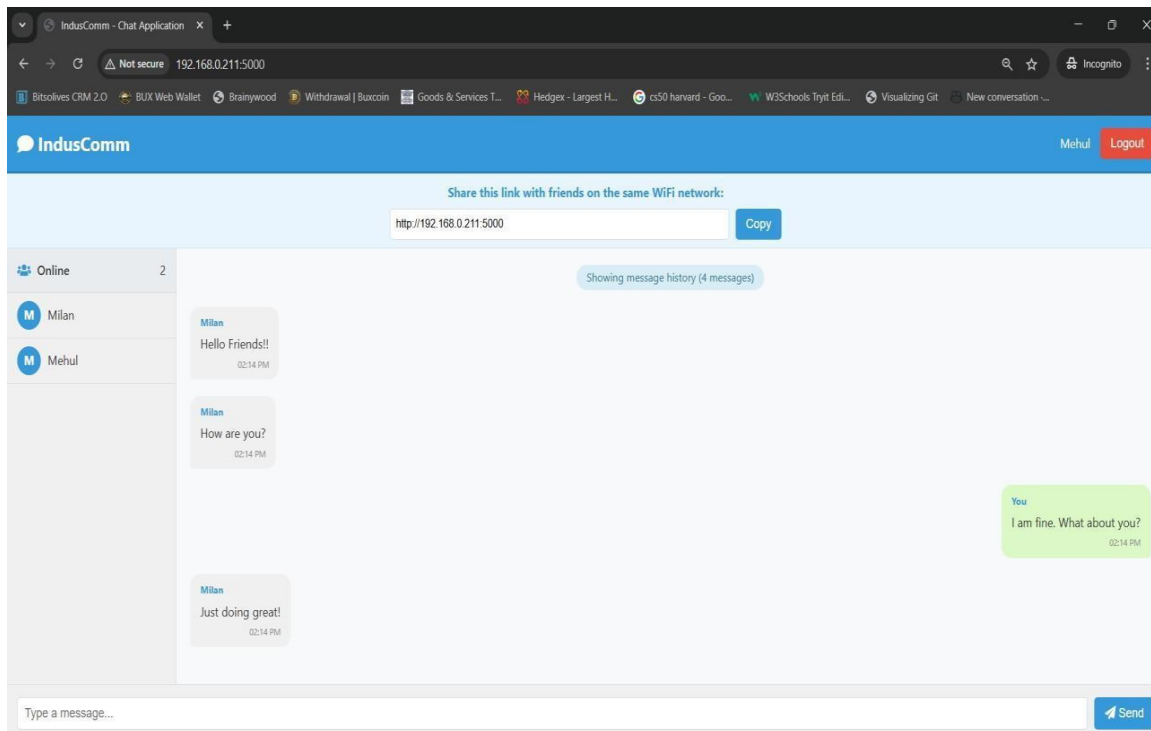 IndusComm - Chat Application
Not secure 192.168.0.211:5000
Incognito
Bitsolives CRM 2.0 BUX Web Wallet Brainywood Withdrawal | Buxcoin Goods & Services T... Hedgex - Largest H... cs50 harvard - Goo... W3Schools Tryit Edi... Visualizing Git New conversation -...
IndusComm
Mehul Logout
Share this link with friends on the same WiFi network:
http://192.168.0.211:5000 Copy
Online 2
Showing message history (4 messages)
M Milan
M Mehul
Milan
Hello Friends!!
02:14 PM
Milan
How are you?
02:14 PM
You
I am fine. What about you?
02:14 PM
Milan
Just doing great!
02:14 PM
Type a message...
Send